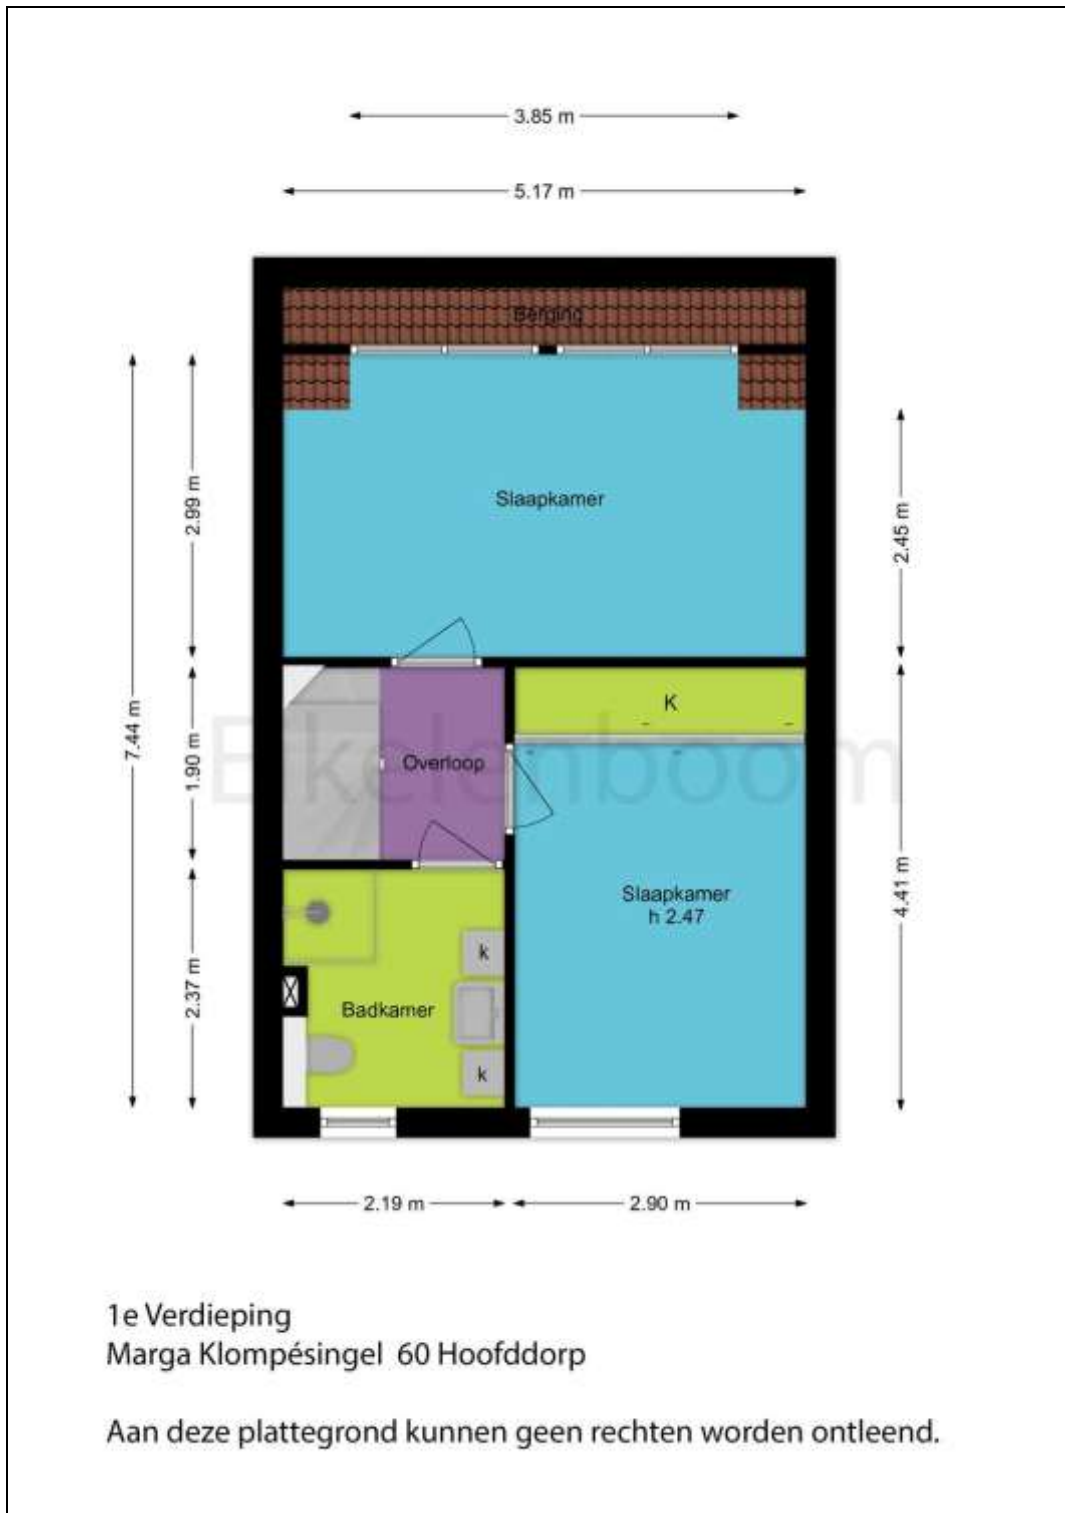 3.85 m
5.17 m
Berging
Slaapkamer
2.99 m
2.45 m
7.44 m
K
1.90 m
Overloop
Eikelenboom
Slaapkamer
h 2.47
4.41 m
k
2.37 m
Badkamer
k
2.19 m
2.90 m
1e Verdieping
Marga Klompésingel 60 Hoofddorp
Aan deze plattegrond kunnen geen rechten worden ontleend.